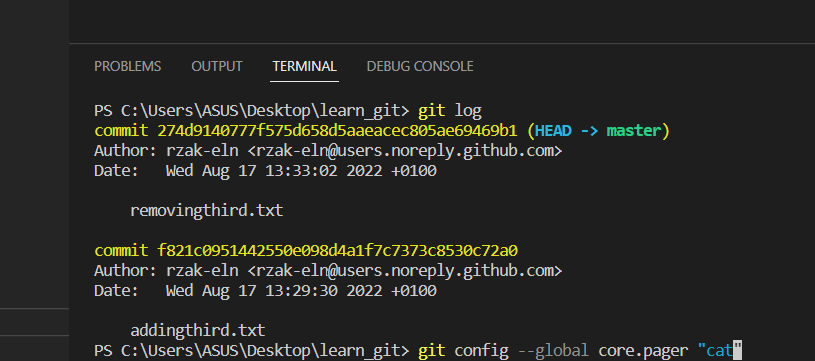 PROBLEMS OUTPUT TERMINAL DEBUG CONSOLE
PS C:\Users\ASUS\Desktop\learn_git> git log
commit 274d9140777f575d658d5aaeacec805ae69469b1 (HEAD -> master)
Author: rzak-eln <rzak-eln@users.noreply.github.com>
Date:   Wed Aug 17 13:33:02 2022 +0100
removingthird.txt
commit f821c0951442550e098d4a1f7c7373c8530c72a0
Author: rzak-eln <rzak-eln@users.noreply.github.com>
Date:   Wed Aug 17 13:29:30 2022 +0100
addingthird.txt
PS C:\Users\ASUS\Desktop\learn_git> git config --global core.pager "cat"